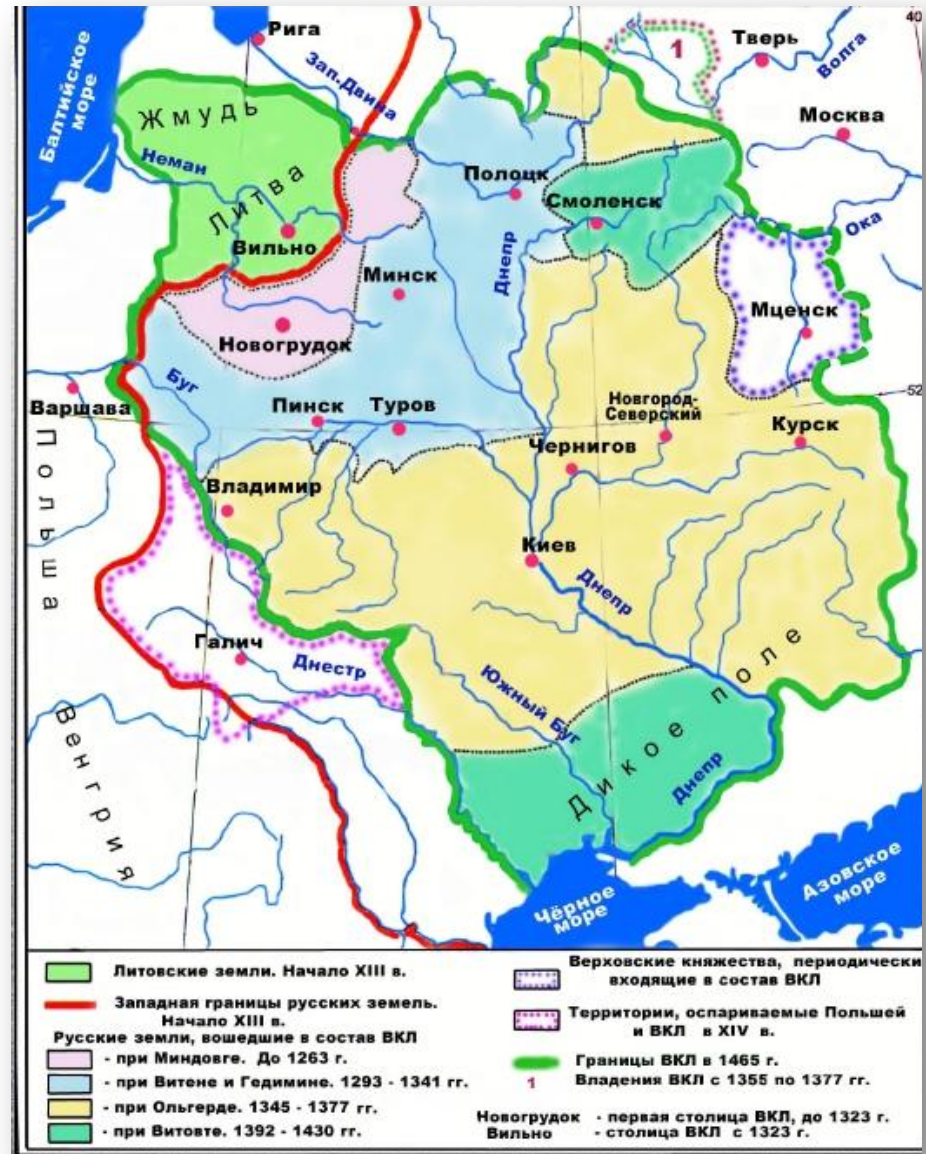 40
Рига
Балтийское
море
Зап.Двина
1
Тверь
Волга
Жмудь
Москва
Неман
Полоцк
Литва
Смоленск
Ока
Вильно
Минск
Днепр
Мценск
Новогрудок
Буг
52
Варшава
Пинск
Туров
Новгород-
Северский
Чернигов
Курск
Польша
Владимир
Киев
Днепр
Галич
Днестр
Южный Буг
Дикое поле
Венгрия
Днепр
Чёрное
море
Азовское
море
Литовские земли. Начало XIII в.
Западная границы русских земель.
Начало XIII в.
Русские земли, вошедшие в состав ВКЛ
- при Миндовге. До 1263 г.
- при Витене и Гедимине. 1293 - 1341 гг.
- при Ольгерде. 1345 - 1377 гг.
- при Витовте. 1392 - 1430 гг.
Верховские княжества, периодически
входящие в состав ВКЛ
Территории, оспариваемые Польшей
и ВКЛ в XIV в.
Границы ВКЛ в 1465 г.
1 Владения ВКЛ с 1355 по 1377 гг.
Новогрудок - первая столица ВКЛ, до 1323 г.
Вильно - столица ВКЛ с 1323 г.